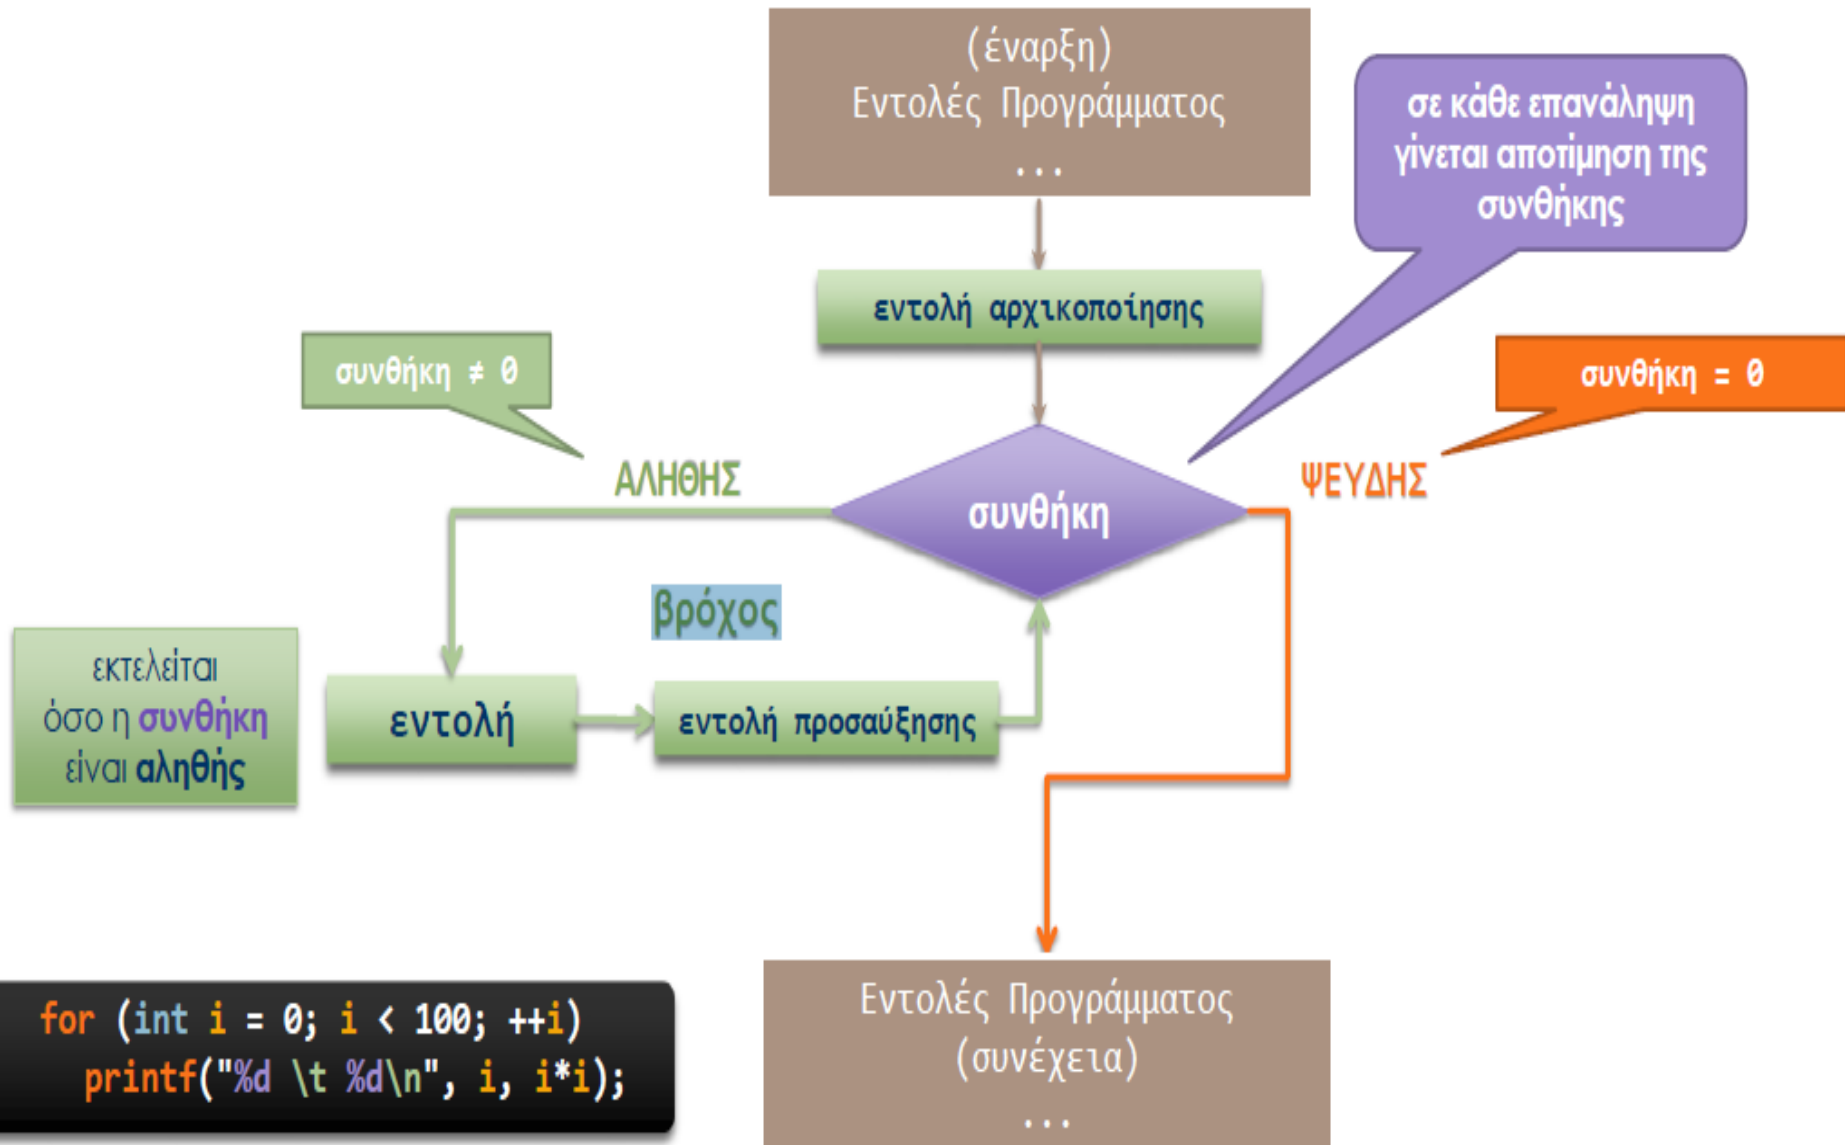 (έναρξη)
Εντολές Προγράμματος
...
σε κάθε επανάληψη
γίνεται αποτίμηση της
συνθήκης
εντολή αρχικοποίησης
συνθήκη ≠ 0
συνθήκη = 0
ΑΛΗΘΗΣ
ΨΕΥΔΗΣ
συνθήκη
βρόχος
εκτελείται
όσο η συνθήκη
είναι αληθής
εντολή
εντολή προσαύξησης
for (int i = 0; i < 100; ++i)
printf("%d \t %d\n", i, i*i);
Εντολές Προγράμματος
(συνέχεια)
...